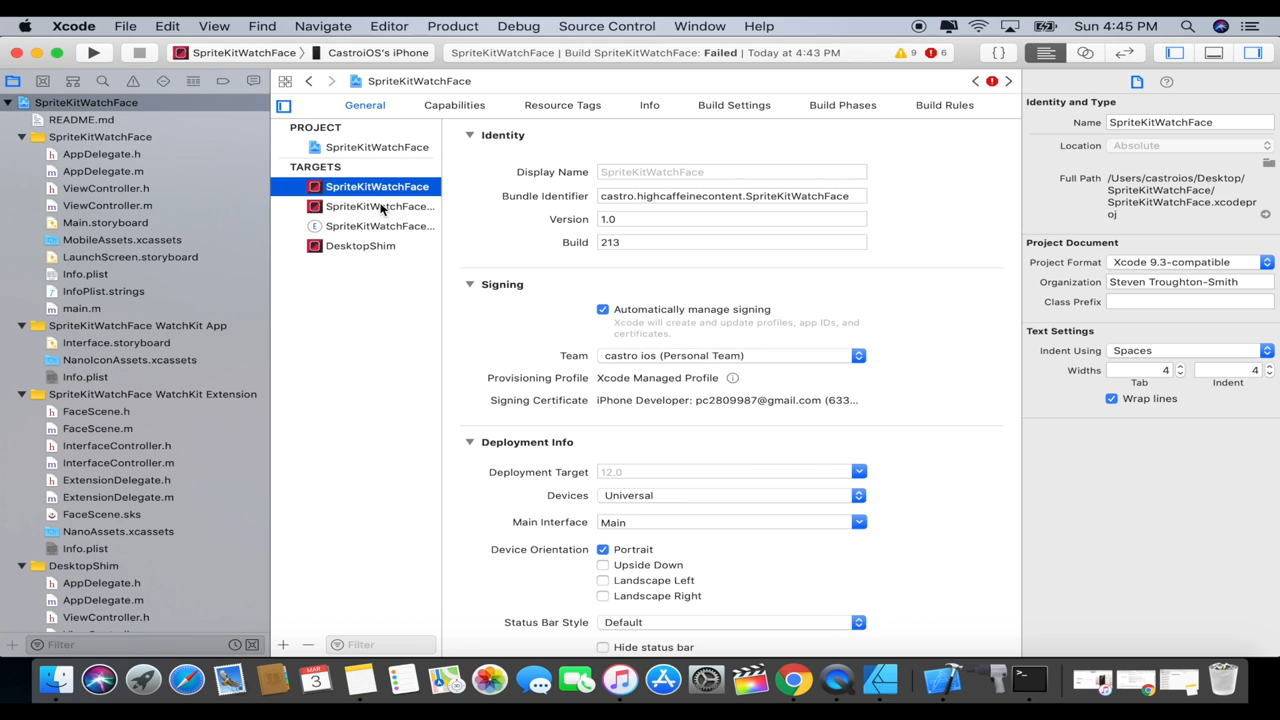 Xcode File Edit View Find Navigate Editor Product Debug Source Control Window Help Sun 4:45 PM
SpriteKitWatchFace CastroiOS's iPhone SpriteKitWatchFace | Build SpriteKitWatchFace: Failed | Today at 4:43 PM 9 6
SpriteKitWatchFace
SpriteKitWatchFace
README.md
SpriteKitWatchFace
AppDelegate.h
AppDelegate.m
ViewController.h
ViewController.m
Main.storyboard
MobileAssets.xcassets
LaunchScreen.storyboard
Info.plist
InfoPlist.strings
main.m
SpriteKitWatchFace WatchKit App
Interface.storyboard
NanoIconAssets.xcassets
Info.plist
SpriteKitWatchFace WatchKit Extension
FaceScene.h
FaceScene.m
InterfaceController.h
InterfaceController.m
ExtensionDelegate.h
ExtensionDelegate.m
FaceScene.sks
NanoAssets.xcassets
Info.plist
DesktopShim
AppDelegate.h
AppDelegate.m
ViewController.h
Filter
General Capabilities Resource Tags Info Build Settings Build Phases Build Rules
PROJECT
SpriteKitWatchFace
TARGETS
SpriteKitWatchFace
SpriteKitWatchFace...
E SpriteKitWatchFace...
DesktopShim
Filter
Identity
Display Name SpriteKitWatchFace
Bundle Identifier castro.highcaffeinecontent.SpriteKitWatchFace
Version 1.0
Build 213
Signing
Automatically manage signing
Xcode will create and update profiles, app IDs, and
certificates.
Team castro ios (Personal Team)
Provisioning Profile Xcode Managed Profile
Signing Certificate iPhone Developer: pc2809987@gmail.com (633...
Deployment Info
Deployment Target 12.0
Devices Universal
Main Interface Main
Device Orientation Portrait
Upside Down
Landscape Left
Landscape Right
Status Bar Style Default
Hide status bar
Identity and Type
Name SpriteKitWatchFace
Location Absolute
Full Path /Users/castroios/Desktop/
SpriteKitWatchFace/
SpriteKitWatchFace.xcodepr
oj
Project Document
Project Format Xcode 9.3-compatible
Organization Steven Troughton-Smith
Class Prefix
Text Settings
Indent Using Spaces
Widths 4 4
Tab Indent
Wrap lines
MAR
3